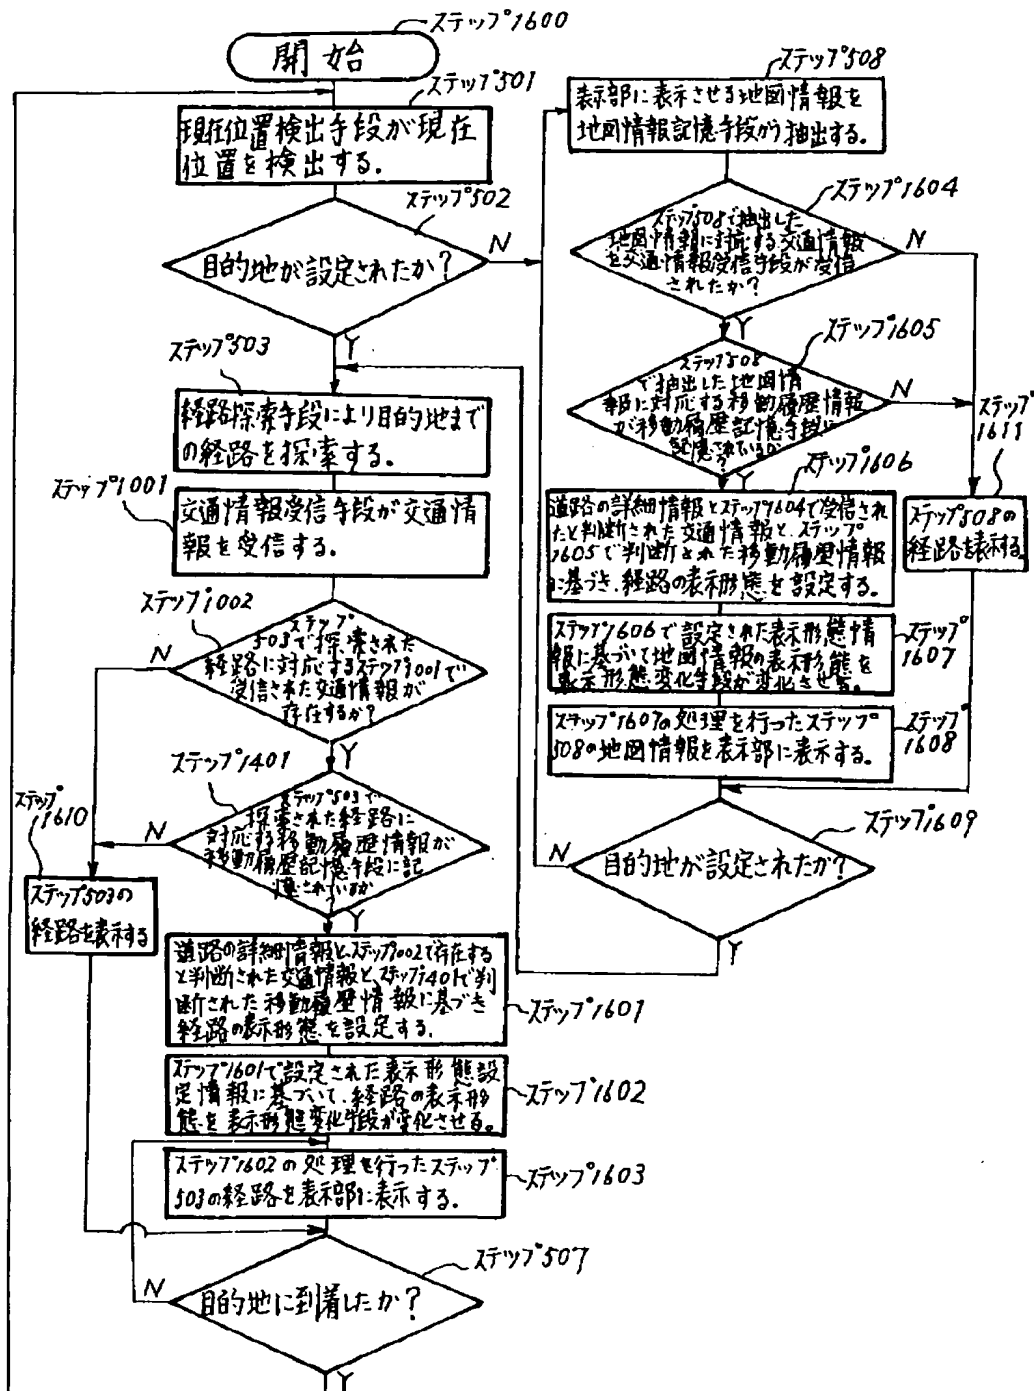 ステップ1600
開始
ステップ501
現在位置検出手段が現在
位置を検出する.
ステップ502
目的地が設定されたか?
N
Y
ステップ503
経路探索手段により目的地まで
の経路を探索する.
ステップ1001
交通情報受信手段が交通情
報を受信する.
ステップ1002
ステップ
503で探索された
経路に対応するステップ1001で
受信された交通情報が
存在するか?
N
Y
ステップ1401
ステップ503で
探索された経路に
対応する移動履歴情報が
移動履歴記憶手段に記
憶されているか
N
Y
ステップ
1610
ステップ503の
経路を表示する
道路の詳細情報と、ステップ1002で存在する
と判断された交通情報と、ステップ1401で判
断された移動履歴情報に基づき
経路の表示形態を設定する.
ステップ1601
ステップ1601で設定された表示形態設
定情報に基づいて、経路の表示形
態を表示形態変化手段が変化させる。
ステップ1602
ステップ1602の処理を行ったステップ
503の経路を表示部に表示する.
ステップ1603
ステップ507
目的地に到着したか?
N
Y
ステップ508
表示部に表示させる地図情報を
地図情報記憶手段がら抽出する.
ステップ1604
ステップ508で抽出した
地図情報に対応する交通情報
を交通情報受信手段が受信
されたか?
N
Y
ステップ1605
ステップ508
で抽出した地図情
報に対応する移動履歴情報
が移動履歴記憶手段に
記憶されているか
?
N
Y
ステップ1606
道路の詳細情報とステップ1604で受信され
たと判断された交通情報と、ステップ
1605で判断された移動履歴情報
に基づき、経路の表示形態を設定する.
ステップ
1611
ステップ508の
経路を表示する
ステップ1606で設定された表示形態情
報に基づいて地図情報の表示形態を
表示形態変化手段が変化させる.
ステップ
1607
ステップ1607の処理を行ったステップ
508の地図情報を表示部に表示する.
ステップ
1608
ステップ1609
目的地が設定されたか?
N
Y